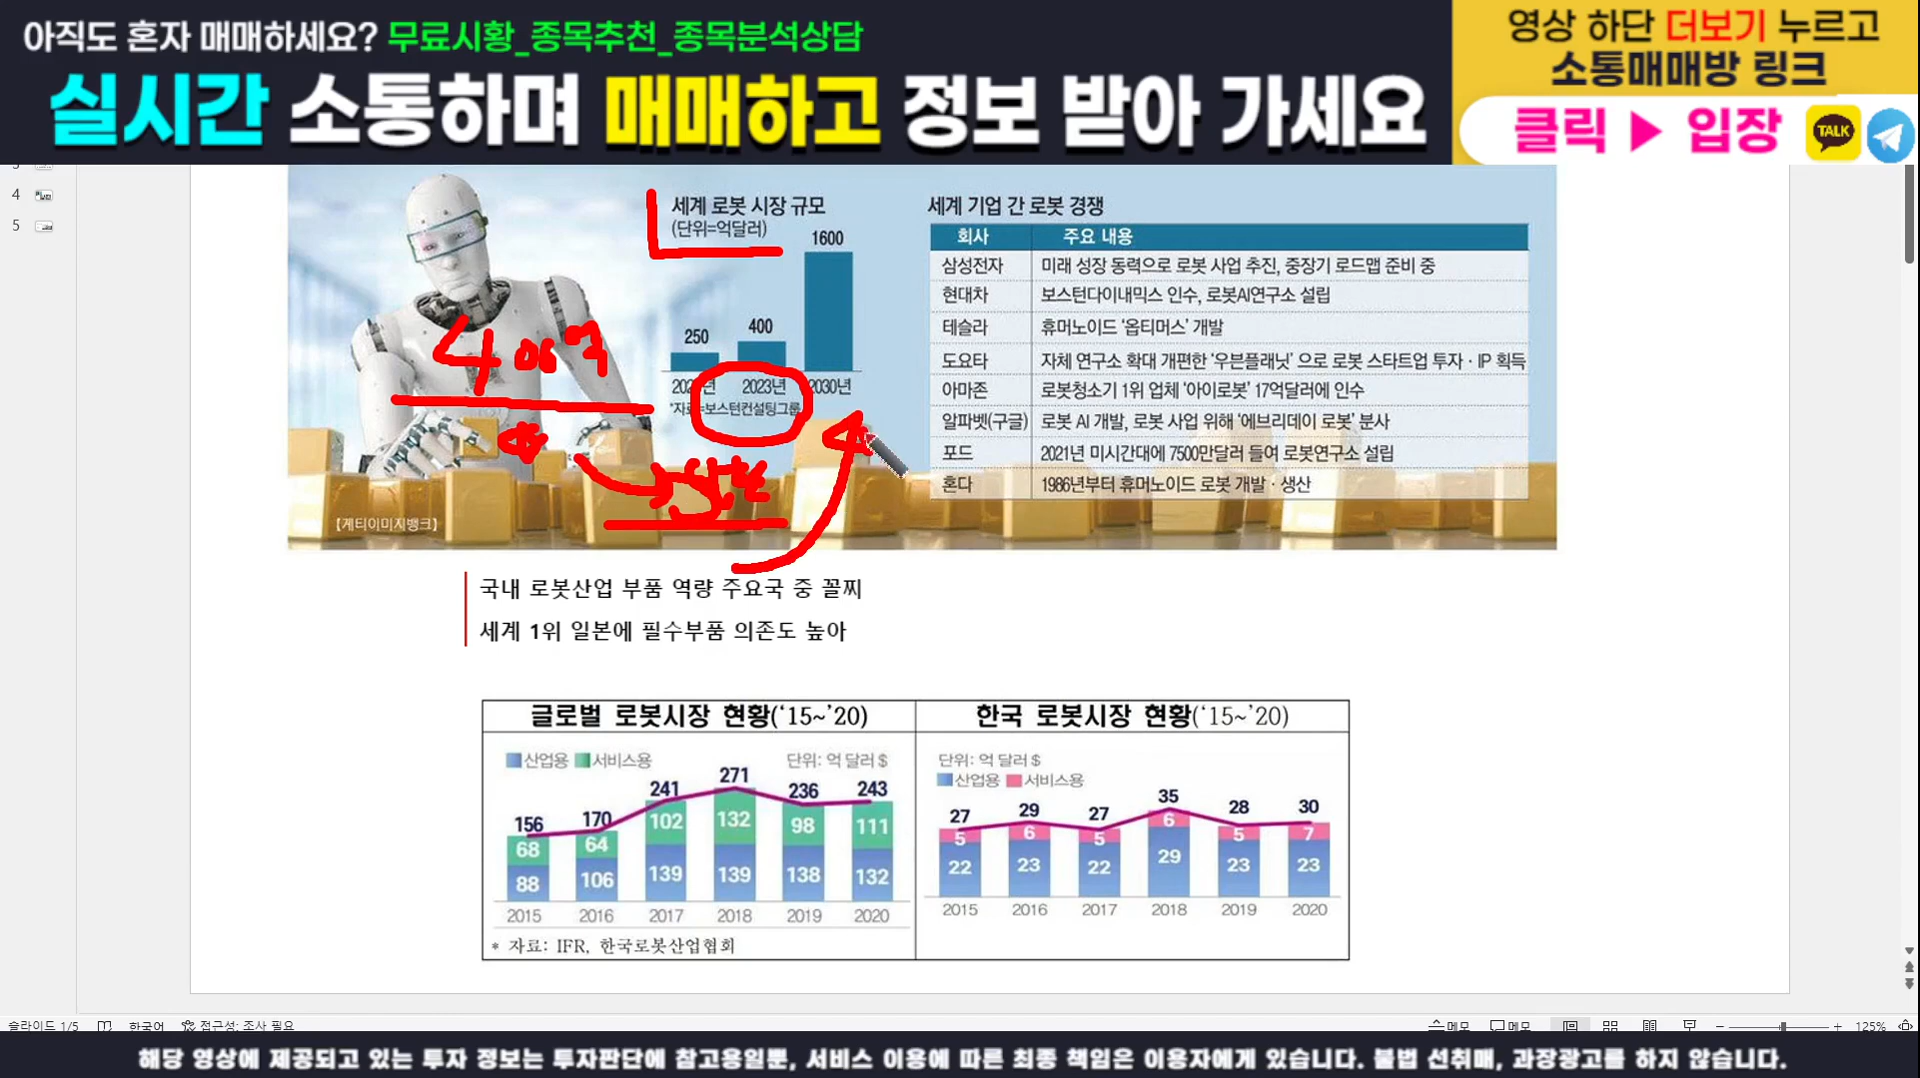 아직도 혼자 매매하세요? 무료시황_종목추천_종목분석상담
실시간 소통하며 매매하고 정보 받아 가세요
영상 하단 더보기 누르고
소통매매방 링크
클릭 ▶ 입장
TALK
4
5
세계 로봇 시장 규모
(단위=억달러)
250
400
1600
2023년
2030년
보스턴컨설팅그룹
【게티이미지뱅크】
세계 기업 간 로봇 경쟁
회사 주요 내용
삼성전자 미래 성장 동력으로 로봇 사업 추진, 중장기 로드맵 준비 중
현대차 보스턴다이내믹스 인수, 로봇AI연구소 설립
테슬라 휴머노이드 ‘옵티머스’ 개발
도요타 자체 연구소 확대 개편한 ‘우븐플래닛’ 으로 로봇 스타트업 투자 · IP 획득
아마존 로봇청소기 1위 업체 ‘아이로봇’ 17억달러에 인수
알파벳(구글) 로봇 AI 개발, 로봇 사업 위해 ‘에브리데이 로봇’ 분사
포드 2021년 미시간대에 7500만달러 들여 로봇연구소 설립
혼다 1986년부터 휴머노이드 로봇 개발 · 생산
국내 로봇산업 부품 역량 주요국 중 꼴찌
세계 1위 일본에 필수부품 의존도 높아
글로벌 로봇시장 현황(‘15~’20)
산업용 서비스용 단위: 억 달러 $
156 170 241 271 236 243
68 64 102 132 98 111
88 106 139 139 138 132
2015 2016 2017 2018 2019 2020
* 자료: IFR, 한국로봇산업협회
한국 로봇시장 현황(‘15~’20)
단위: 억 달러 $
산업용 서비스용
27 29 27 35 28 30
5 6 5 6 5 7
22 23 22 29 23 23
2015 2016 2017 2018 2019 2020
슬라이드 1/5 한국어 접근성: 조사 필요
메모 메모 125%
해당 영상에 제공되고 있는 투자 정보는 투자판단에 참고용일뿐, 서비스 이용에 따른 최종 책임은 이용자에게 있습니다. 불법 선취매, 과장광고를 하지 않습니다.